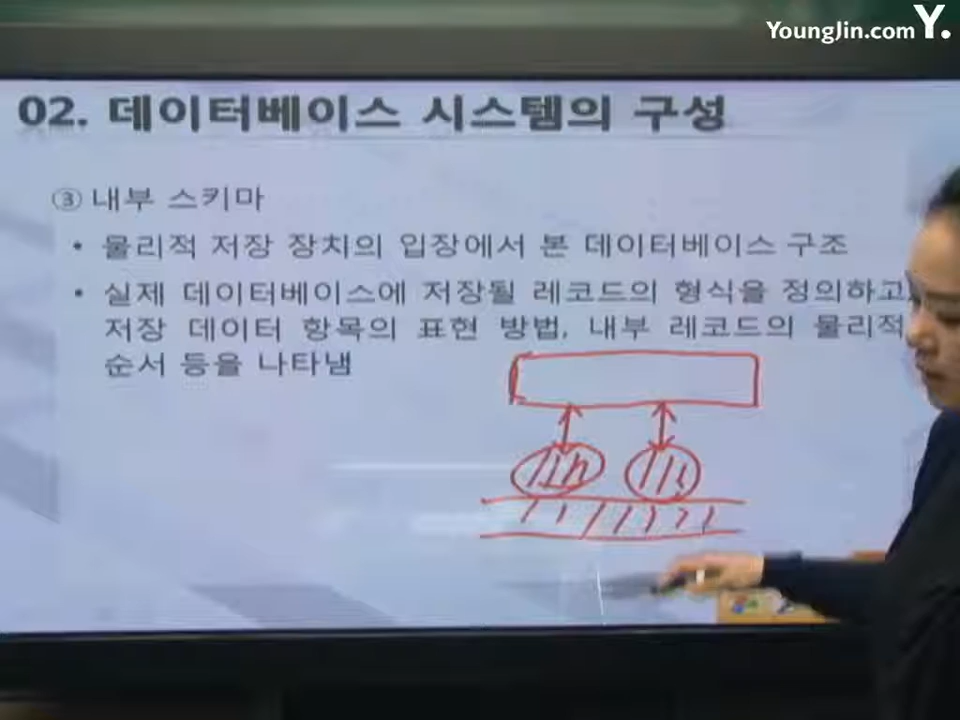 YoungJin.com Y.
02. 데이터베이스 시스템의 구성
③ 내부 스키마
• 물리적 저장 장치의 입장에서 본 데이터베이스 구조
• 실제 데이터베이스에 저장될 레코드의 형식을 정의하고,
저장 데이터 항목의 표현 방법, 내부 레코드의 물리적
순서 등을 나타냄